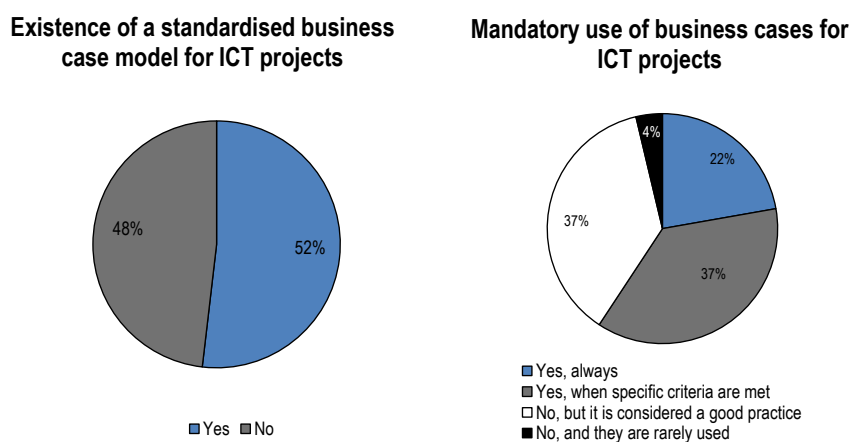 Existence of a standardised business
case model for ICT projects
48%
52%
Yes
No
Mandatory use of business cases for
ICT projects
4%
22%
37%
37%
Yes, always
Yes, when specific criteria are met
No, but it is considered a good practice
No, and they are rarely used